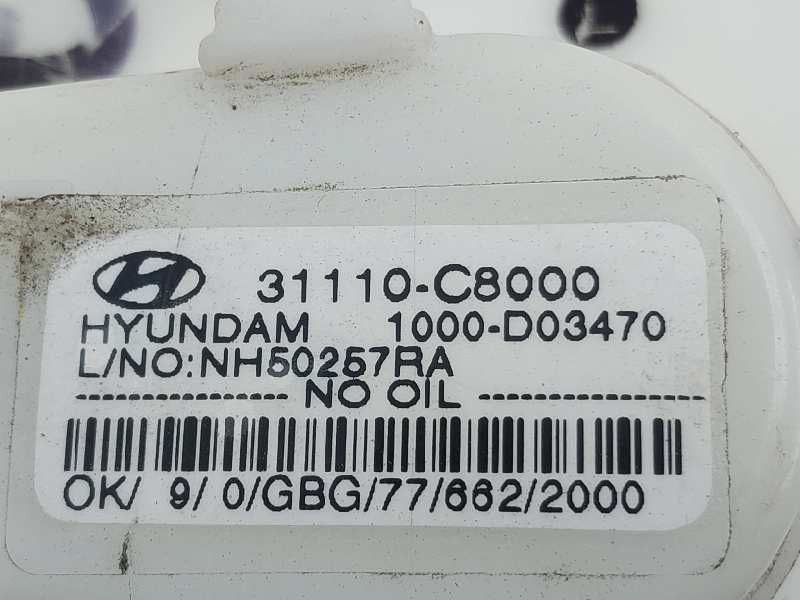 31110-C8000
HYUNDAM 1000-D03470
L/NO:NH50257RA
NO OIL
OK/ 9/ 0/GBG/77/662/2000